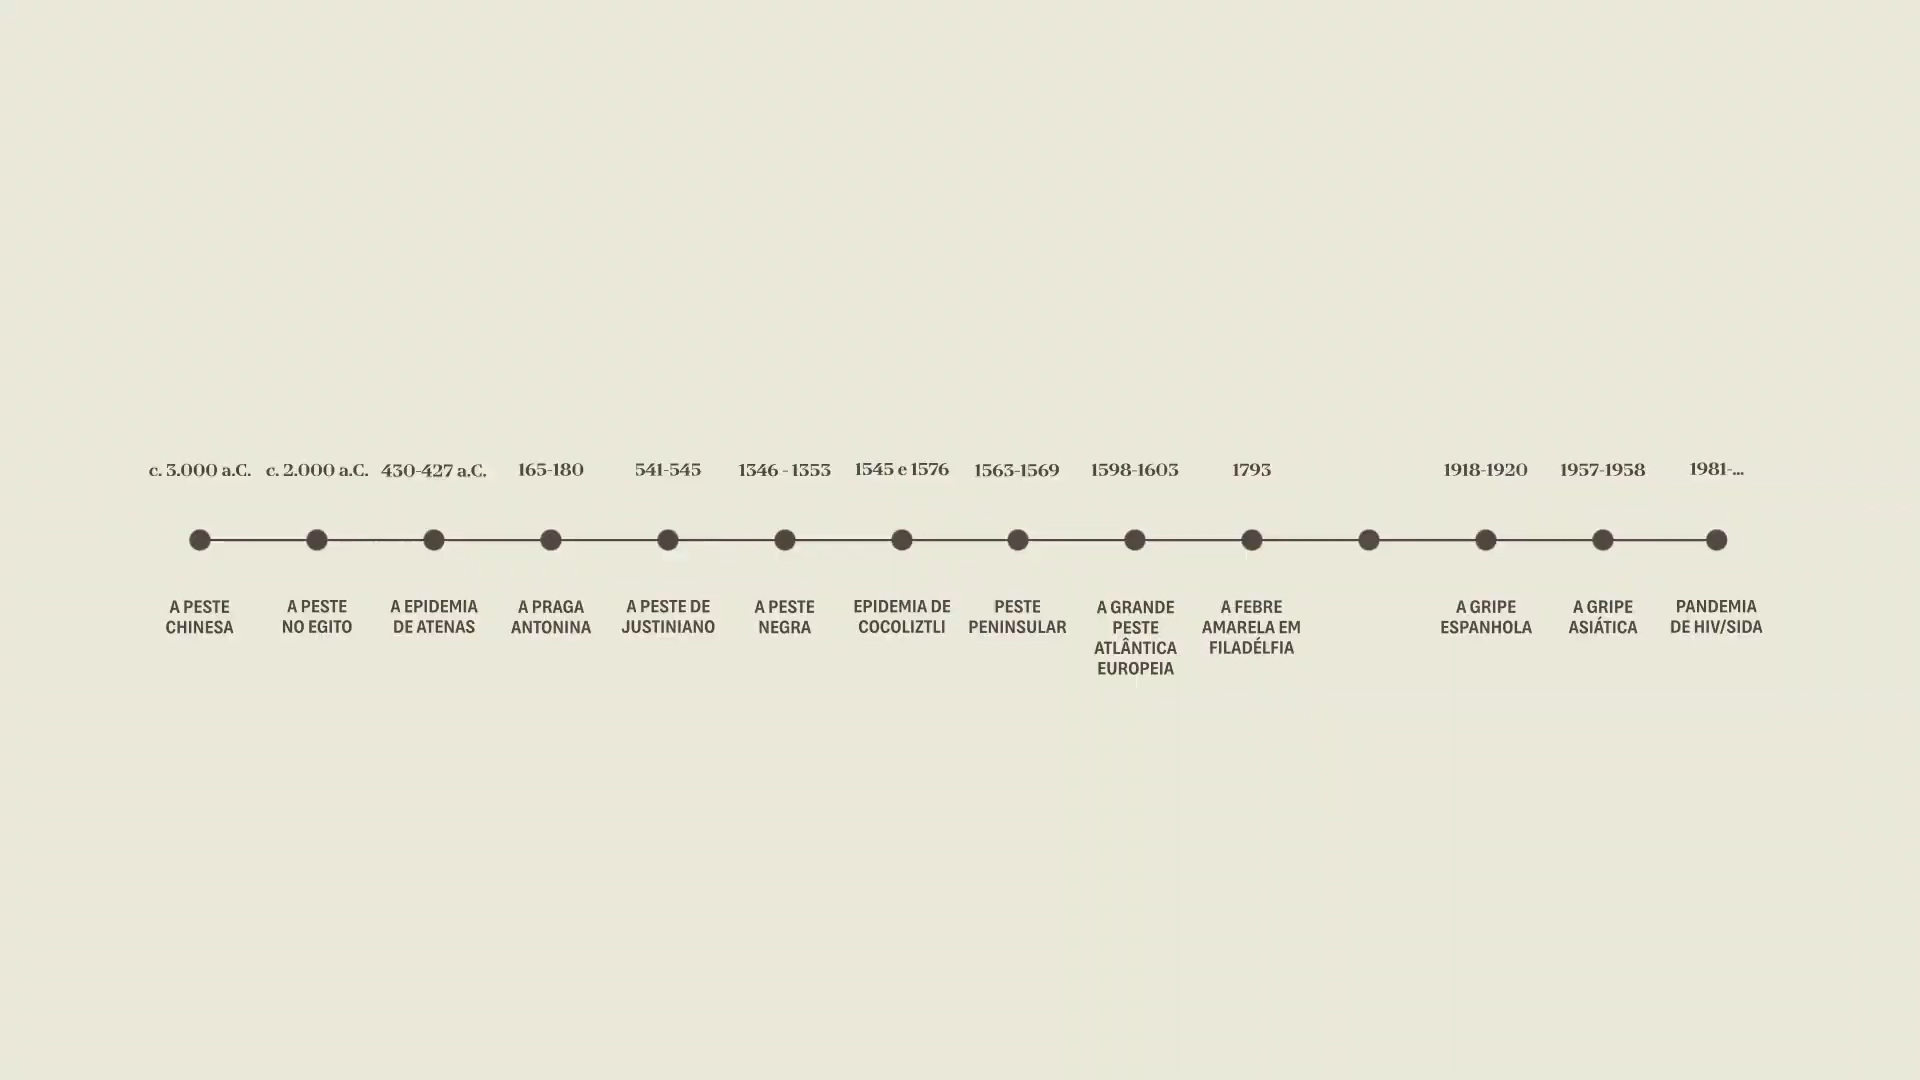 c. 3.000 a.C.
c. 2.000 a.C.
430-427 a.C.
165-180
541-545
1346 - 1353
1545 e 1576
1563-1569
1598-1603
1793
1918-1920
1957-1958
1981-...
A PESTE
CHINESA
A PESTE
NO EGITO
A EPIDEMIA
DE ATENAS
A PRAGA
ANTONINA
A PESTE DE
JUSTINIANO
A PESTE
NEGRA
EPIDEMIA DE
COCOLIZTLI
PESTE
PENINSULAR
A GRANDE
PESTE
ATLÂNTICA
EUROPEIA
A FEBRE
AMARELA EM
FILADÉLFIA
A GRIPE
ESPANHOLA
A GRIPE
ASIÁTICA
PANDEMIA
DE HIV/SIDA